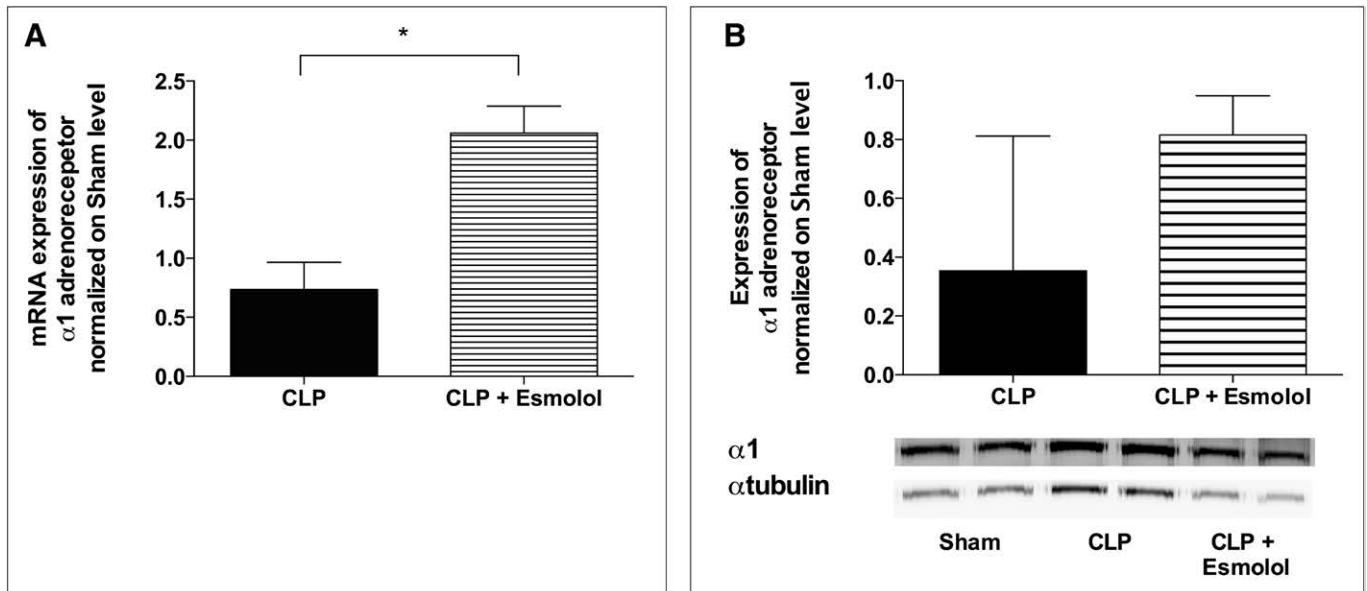 A
*
mRNA expression of
α1 adrenorecepetor
normalized on Sham level
2.5
2.0
1.5
1.0
0.5
0.0
CLP
CLP + Esmolol
B
Expression of
α1 adrenoreceptor
normalized on Sham level
1.0
0.8
0.6
0.4
0.2
0.0
CLP
CLP + Esmolol
α1
αtubulin
Sham
CLP
CLP +
Esmolol